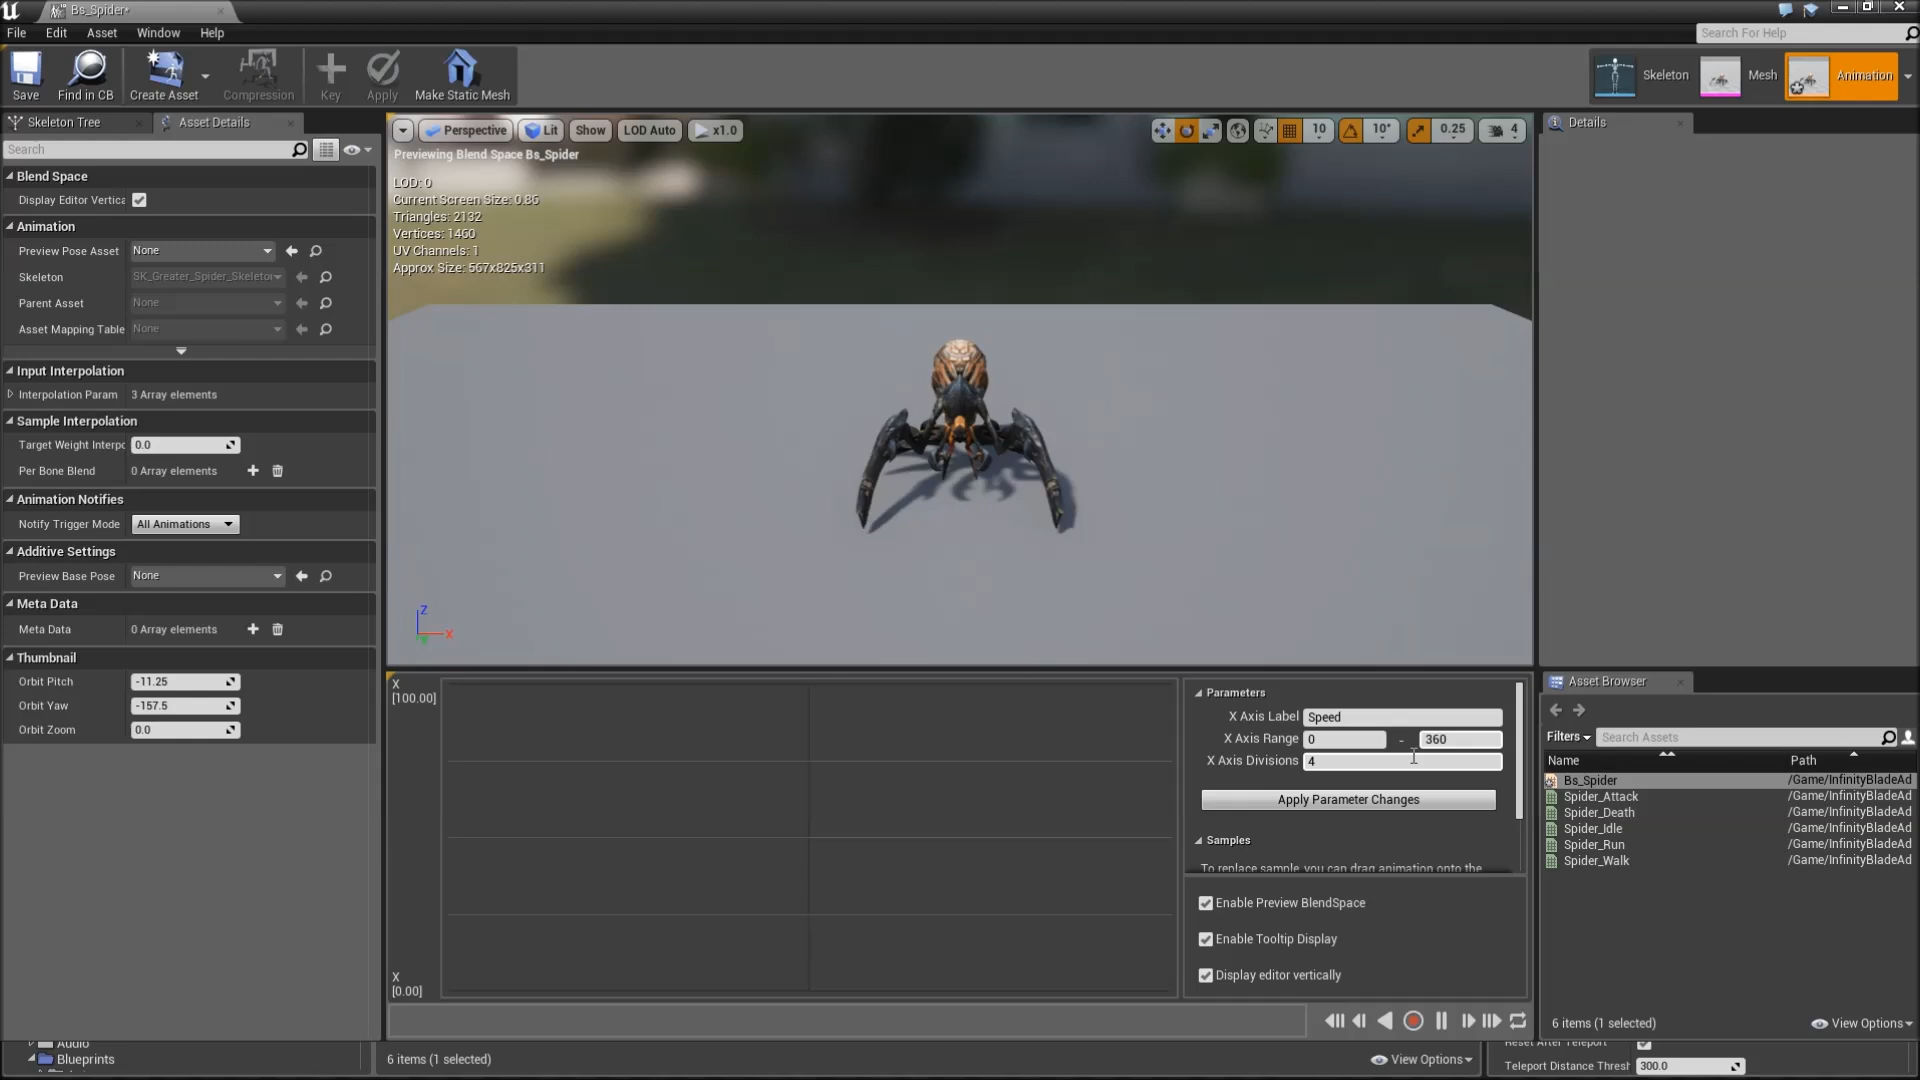 Bs_Spider*
File Edit Asset Window Help
Search For Help
Save
Find in CB
Create Asset
Compression
Key
Apply
Make Static Mesh
Skeleton
Mesh
Animation
Skeleton Tree
Asset Details
Search
Blend Space
Display Editor Vertica
Animation
Preview Pose Asset None
Skeleton SK_Greater_Spider_Skeleton
Parent Asset None
Asset Mapping Table None
Input Interpolation
Interpolation Param 3 Array elements
Sample Interpolation
Target Weight Interpo 0.0
Per Bone Blend 0 Array elements
Animation Notifies
Notify Trigger Mode All Animations
Additive Settings
Preview Base Pose None
Meta Data
Meta Data 0 Array elements
Thumbnail
Orbit Pitch -11.25
Orbit Yaw -157.5
Orbit Zoom 0.0
Audio
Blueprints
Perspective Lit Show LOD Auto x1.0
10 10° 0.25 4
Previewing Blend Space Bs_Spider
LOD: 0
Current Screen Size: 0.86
Triangles: 2132
Vertices: 1460
UV Channels: 1
Approx Size: 567x825x311
Z
X
X
[100.00]
X
[0.00]
Parameters
X Axis Label Speed
X Axis Range 0 - 360
X Axis Divisions 4
Apply Parameter Changes
Samples
To replace sample, you can drag animation onto the
Enable Preview BlendSpace
Enable Tooltip Display
Display editor vertically
6 items (1 selected)
View Options
Details
Asset Browser
Filters Search Assets
Name Path
Bs_Spider /Game/InfinityBladeAd
Spider_Attack /Game/InfinityBladeAd
Spider_Death /Game/InfinityBladeAd
Spider_Idle /Game/InfinityBladeAd
Spider_Run /Game/InfinityBladeAd
Spider_Walk /Game/InfinityBladeAd
6 items (1 selected) View Options
Reset After Teleport
Teleport Distance Thresh 300.0